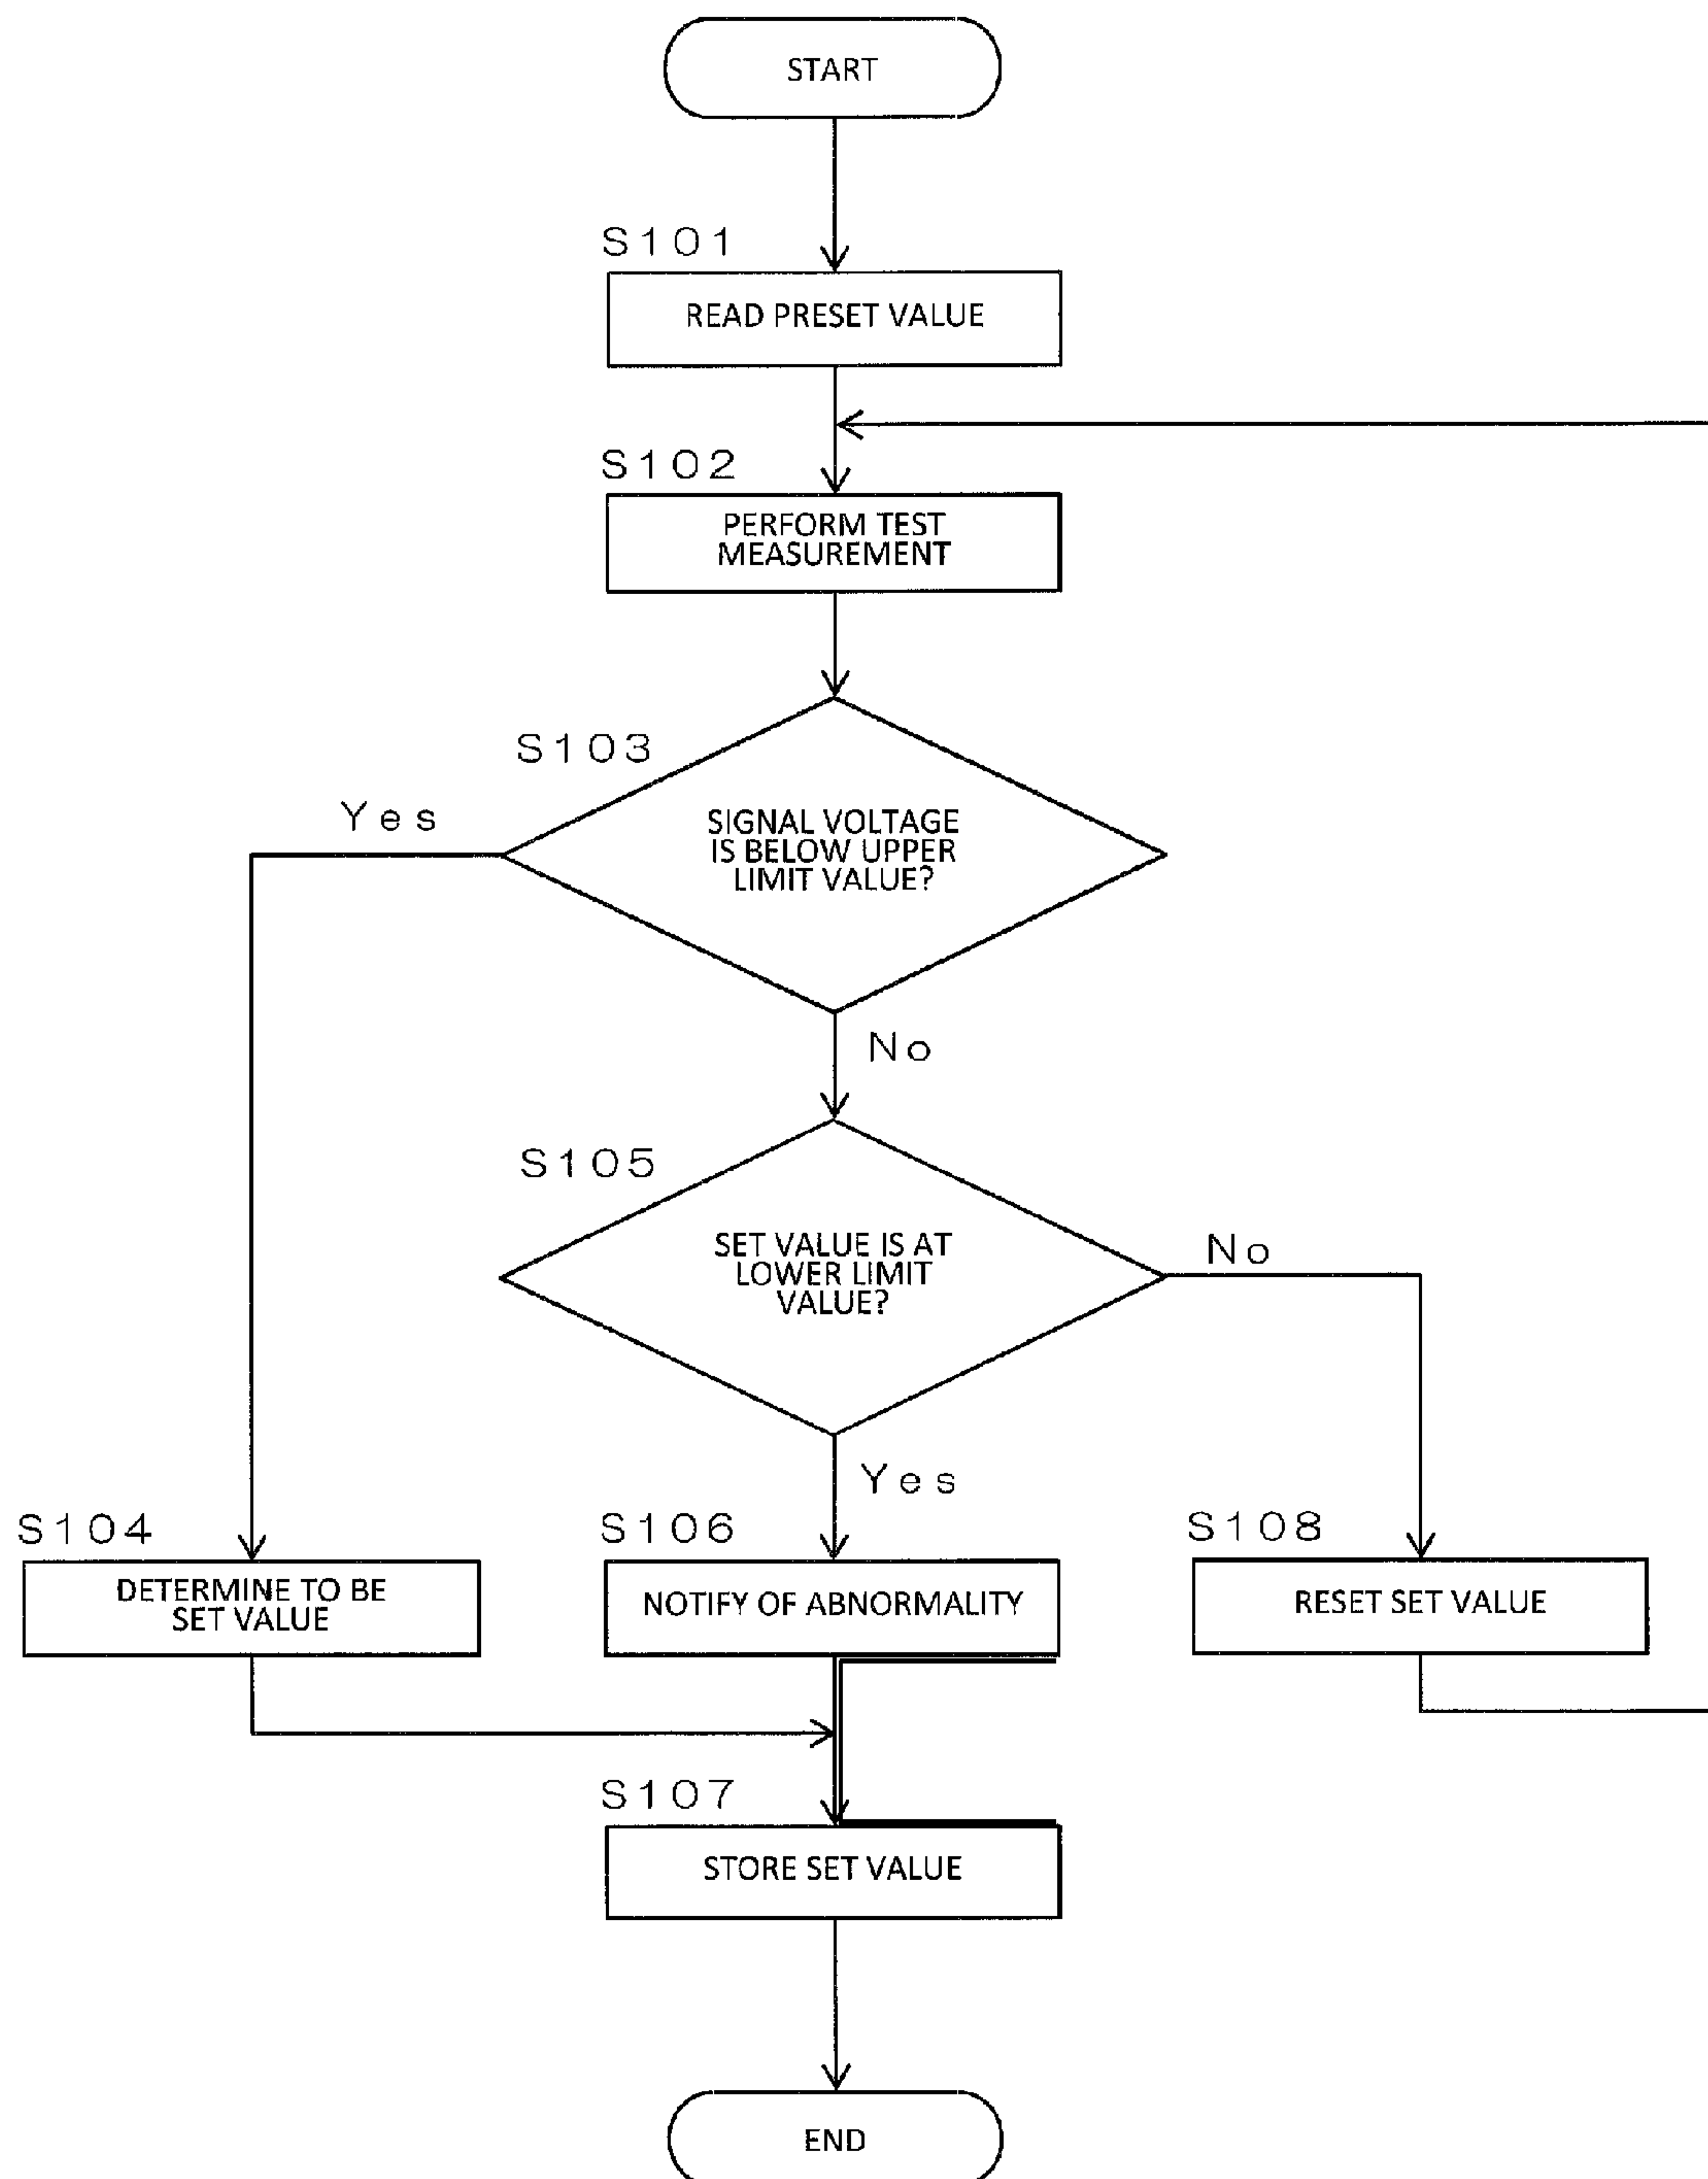 START
S101
READ PRESET VALUE
S102
PERFORM TEST
MEASUREMENT
S103
Yes
SIGNAL VOLTAGE
IS BELOW UPPER
LIMIT VALUE?
No
S105
SET VALUE IS AT
LOWER LIMIT
VALUE?
No
Yes
S104
DETERMINE TO BE
SET VALUE
S106
NOTIFY OF ABNORMALITY
S108
RESET SET VALUE
S107
STORE SET VALUE
END